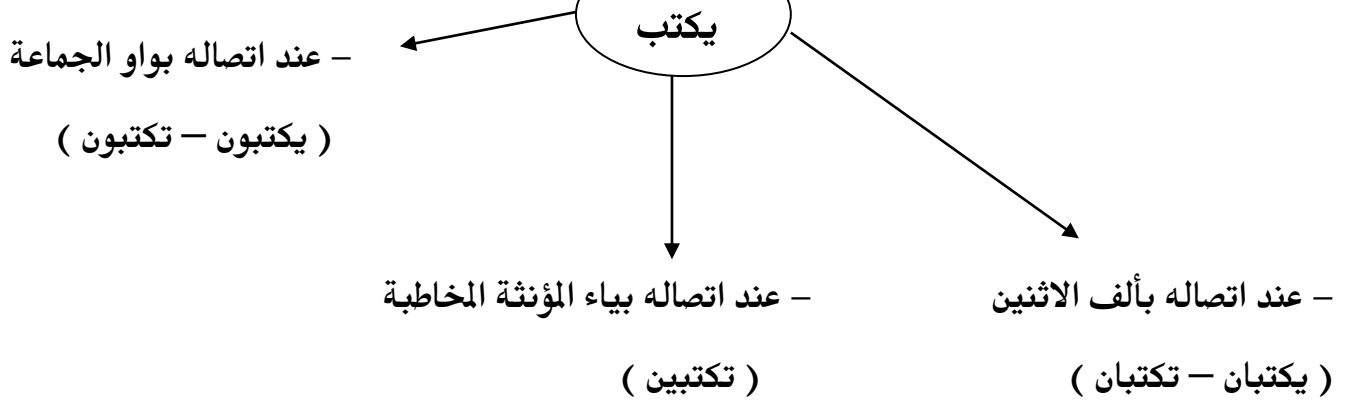 يكتب
– عند اتصاله بواو الجماعة
( يكتبون – تكتبون )
– عند اتصاله بألف الاثنين
( يكتبان – تكتبان )
– عند اتصاله بياء المؤنثة المخاطبة
( تكتبين )